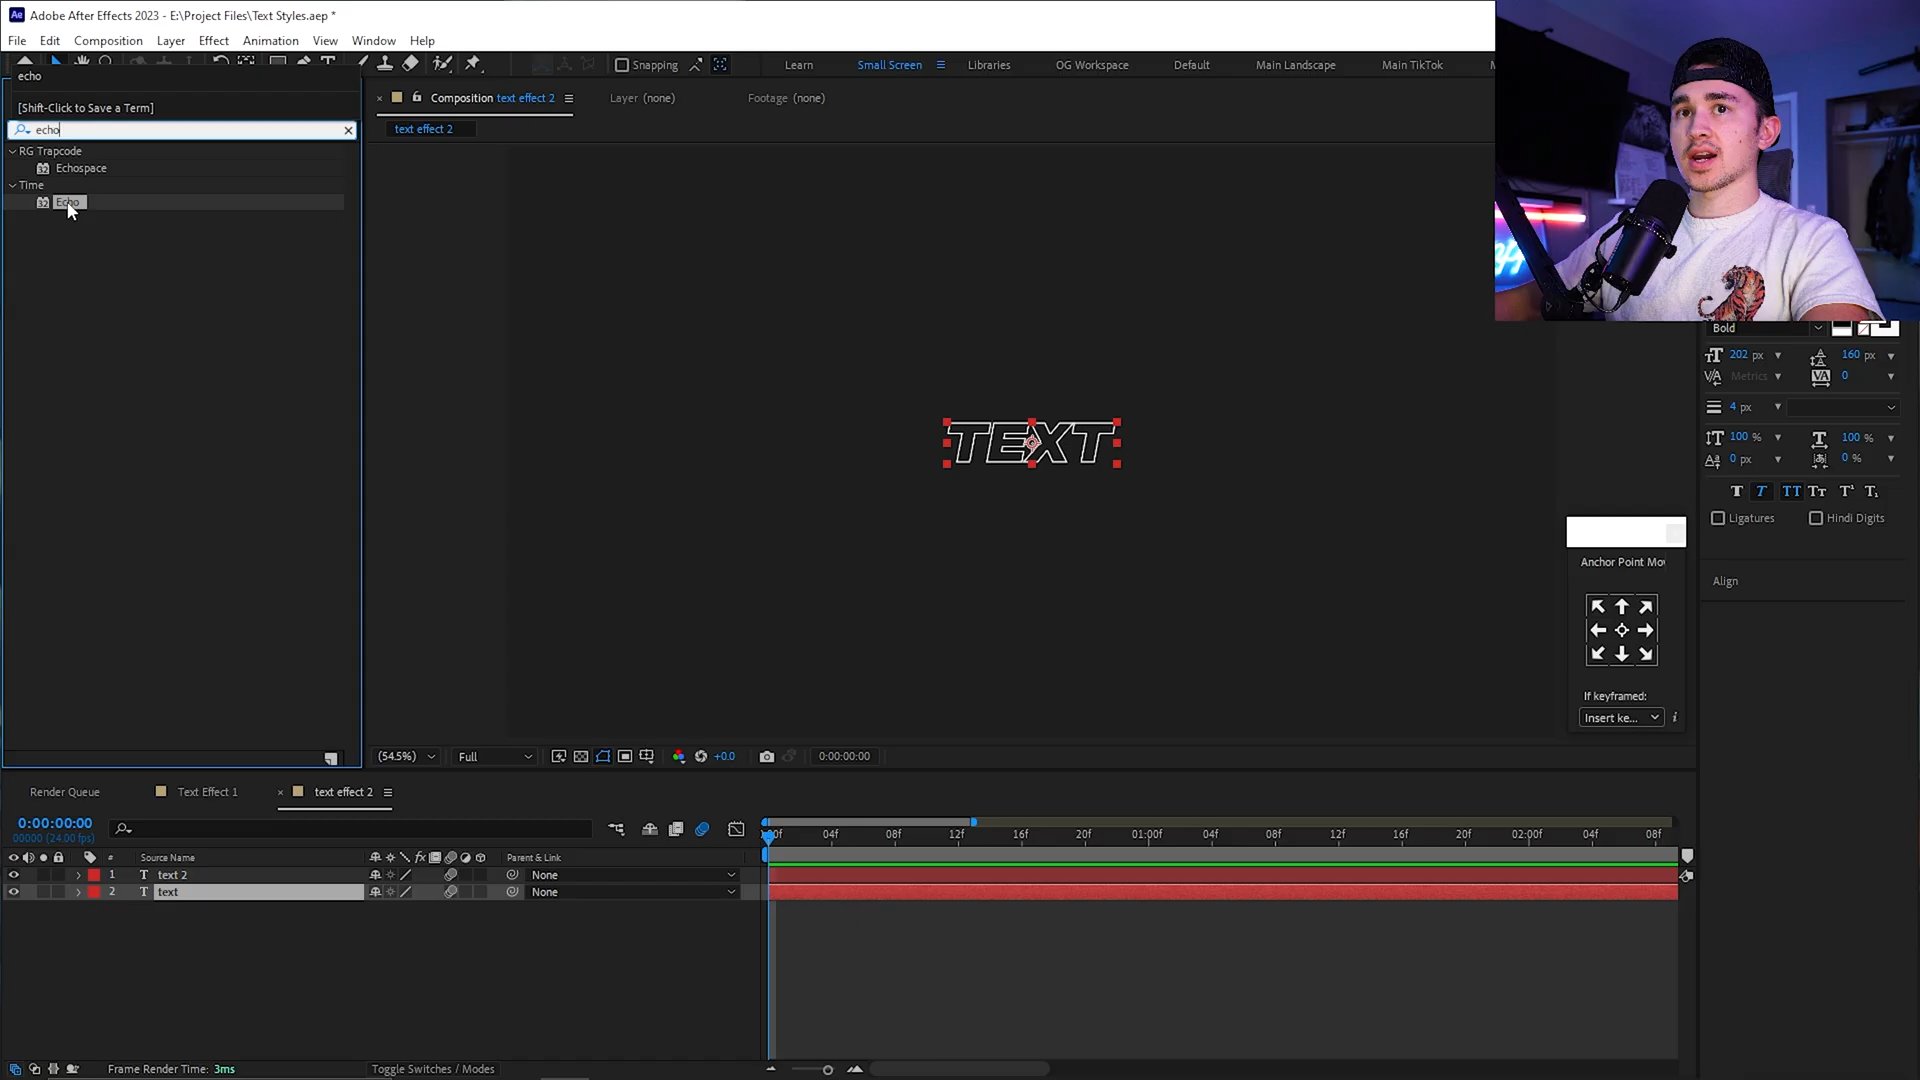 Adobe After Effects 2023 - E:\Project Files\Text Styles.aep *
File Edit Composition Layer Effect Animation View Window Help
Snapping Learn Small Screen Libraries OG Workspace Default Main Landscape Main TikTok
echo
[Shift-Click to Save a Term]
echo
RG Trapcode
Echospace
Time
Echo
Composition text effect 2 Layer (none) Footage (none)
text effect 2
TEXT
Bold
202 px 160 px
Metrics 0
4 px
100 % 100 %
0 px 0 %
Ligatures Hindi Digits
Align
Anchor Point Mov
If keyframed:
Insert ke...
(54.5%) Full +0.0 0:00:00:00
Render Queue Text Effect 1 text effect 2
0:00:00:00
00000 (24.00 fps)
04f 08f 12f 16f 20f 01:00f 04f 08f 12f 16f 20f 02:00f 04f 08f
# Source Name Parent & Link
1 T text 2 None
2 T text None
Frame Render Time: 3ms Toggle Switches / Modes